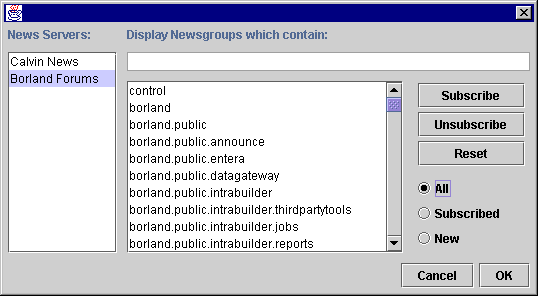 News Servers:
Display Newsgroups which contain:
Calvin News
Borland Forums
control
borland
borland.public
borland.public.announce
borland.public.entera
borland.public.datagateway
borland.public.intrabuilder
borland.public.intrabuilder.thirdpartytools
borland.public.intrabuilder.jobs
borland.public.intrabuilder.reports
Subscribe
Unsubscribe
Reset
All
Subscribed
New
Cancel
OK